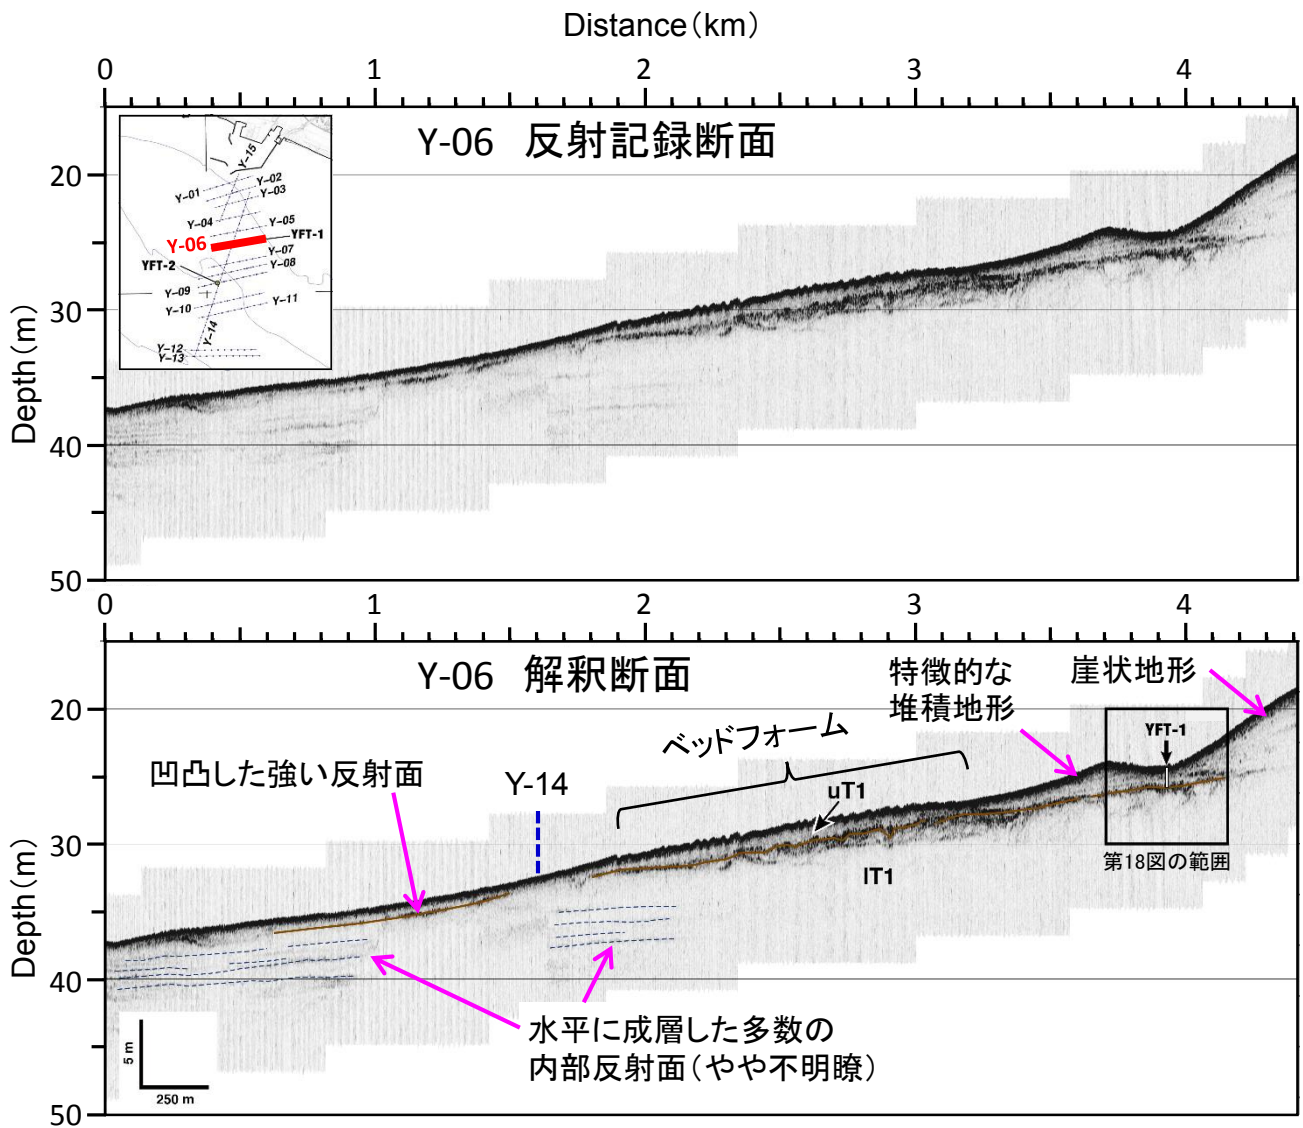 Distance(km)
0 1 2 3 4
Y-06 反射記録断面
Y-15
Y-02
Y-01
Y-03
Y-04
Y-05
Y-06
YFT-1
Y-07
YFT-2
Y-08
Y-09
Y-10
Y-11
Y-14
Y-12
Y-13
Depth(m)
20
30
40
50
0 1 2 3 4
Y-06 解釈断面
特徴的な
堆積地形
崖状地形
ベッドフォーム
YFT-1
凹凸した強い反射面
Y-14
uT1
lT1
第18図の範囲
Depth(m)
20
30
40
50
水平に成層した多数の
内部反射面(やや不明瞭)
5 m
250 m